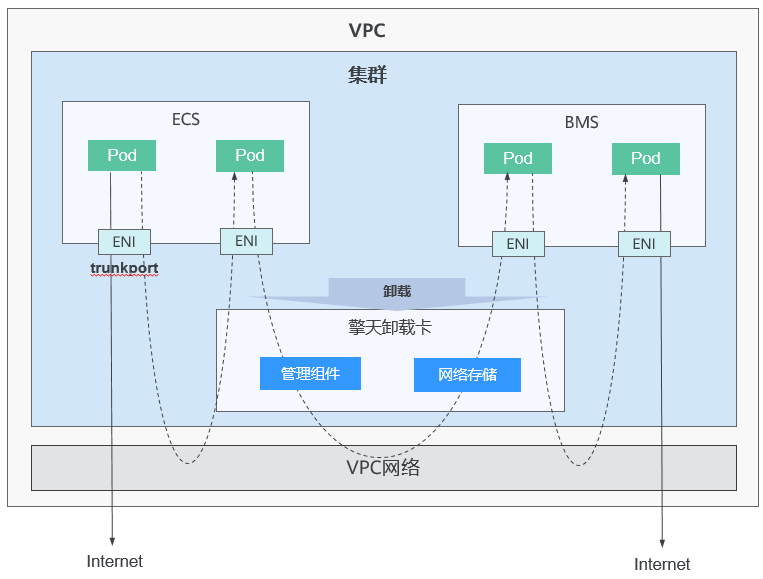 VPC
集群
ECS
BMS
Pod
Pod
Pod
Pod
ENI
ENI
ENI
ENI
trunkport
卸载
擎天卸载卡
管理组件
网络存储
VPC网络
Internet
Internet